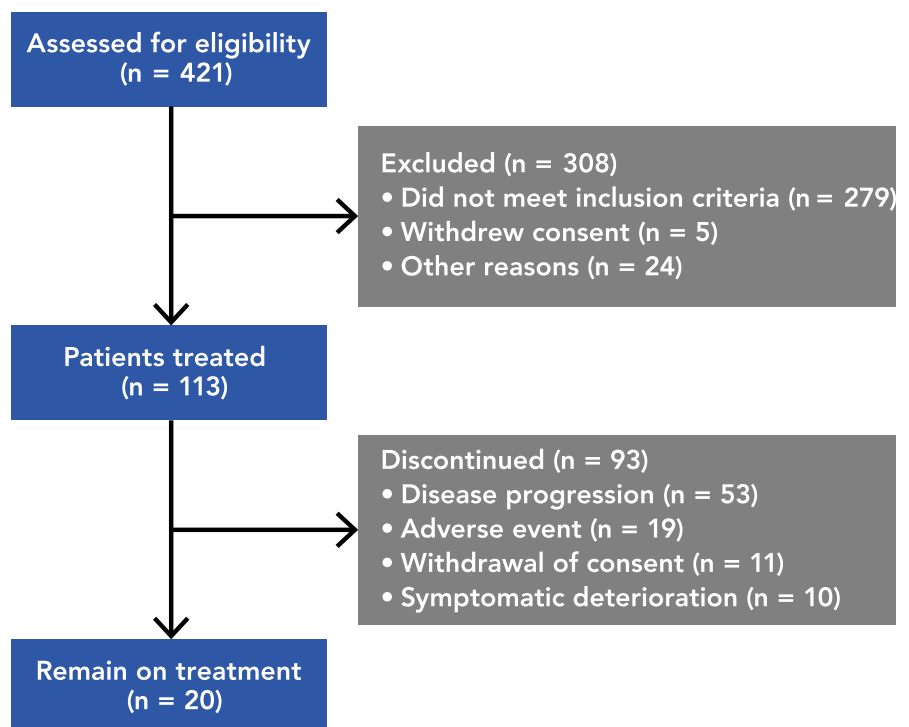 Assessed for eligibility
(n = 421)
Excluded (n = 308)
• Did not meet inclusion criteria (n = 279)
• Withdrew consent (n = 5)
• Other reasons (n = 24)
Patients treated
(n = 113)
Discontinued (n = 93)
• Disease progression (n = 53)
• Adverse event (n = 19)
• Withdrawal of consent (n = 11)
• Symptomatic deterioration (n = 10)
Remain on treatment
(n = 20)